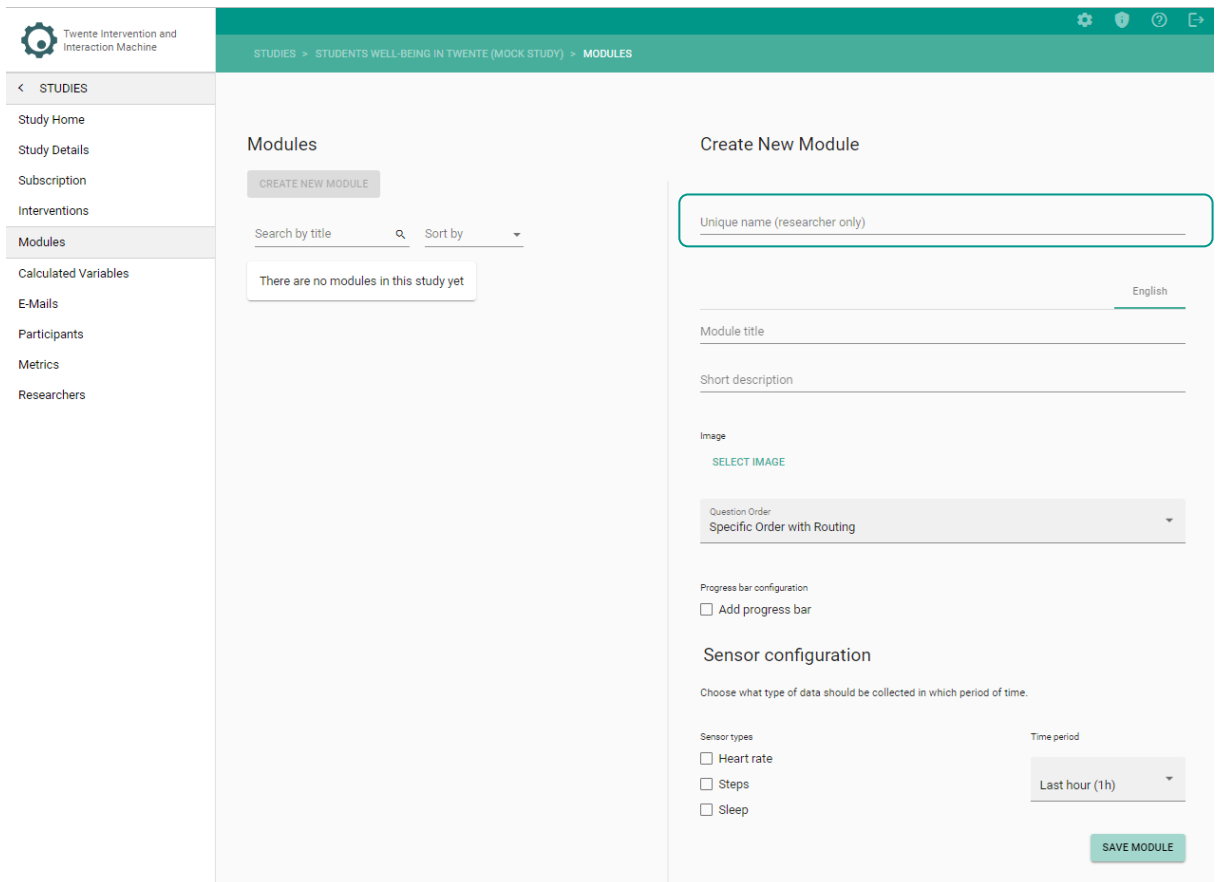 Twente Intervention and
Interaction Machine
STUDIES > STUDENTS WELL-BEING IN TWENTE (MOCK STUDY) > MODULES
STUDIES
Study Home
Study Details
Subscription
Interventions
Modules
Calculated Variables
E-Mails
Participants
Metrics
Researchers
Modules
CREATE NEW MODULE
Search by title
Sort by
There are no modules in this study yet
Create New Module
Unique name (researcher only)
English
Module title
Short description
Image
SELECT IMAGE
Question Order
Specific Order with Routing
Progress bar configuration
Add progress bar
Sensor configuration
Choose what type of data should be collected in which period of time.
Sensor types
Heart rate
Steps
Sleep
Time period
Last hour (1h)
SAVE MODULE